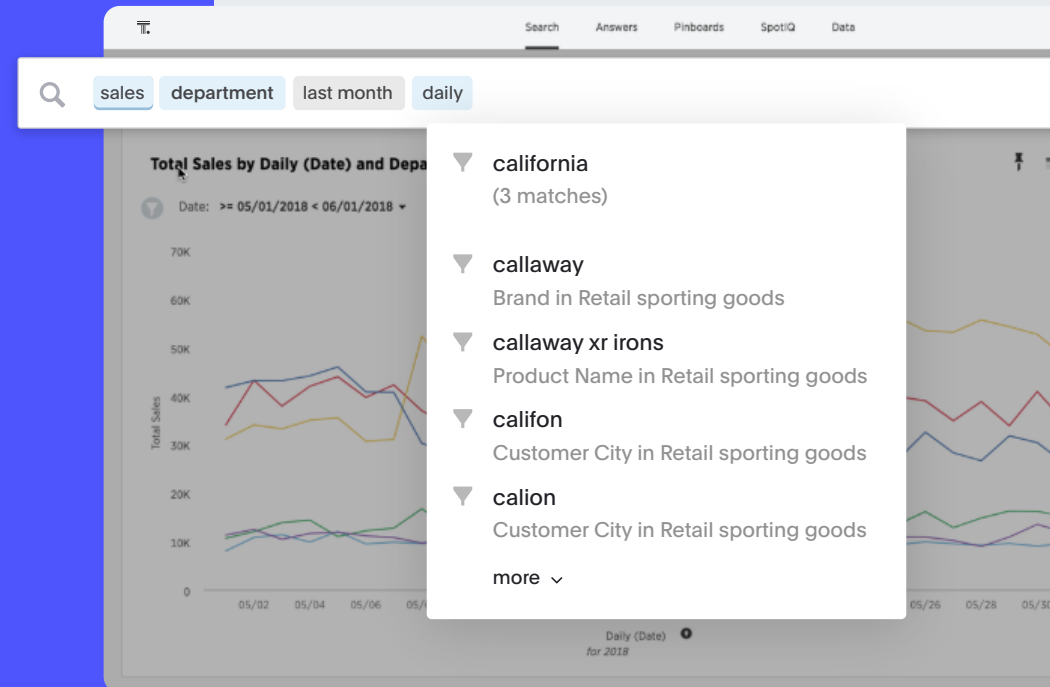 T.
Search Answers Pinboards SpotIQ Data
sales department last month daily
Total Sales by Daily (Date) and Depa
Date: >= 05/01/2018 < 06/01/2018
california
(3 matches)
callaway
Brand in Retail sporting goods
callaway xr irons
Product Name in Retail sporting goods
califon
Customer City in Retail sporting goods
calion
Customer City in Retail sporting goods
more
70K
60K
50K
40K
30K
20K
10K
0
Total Sales
05/02 05/04 05/06 05/ 05/26 05/28 05/30
Daily (Date)
for 2018